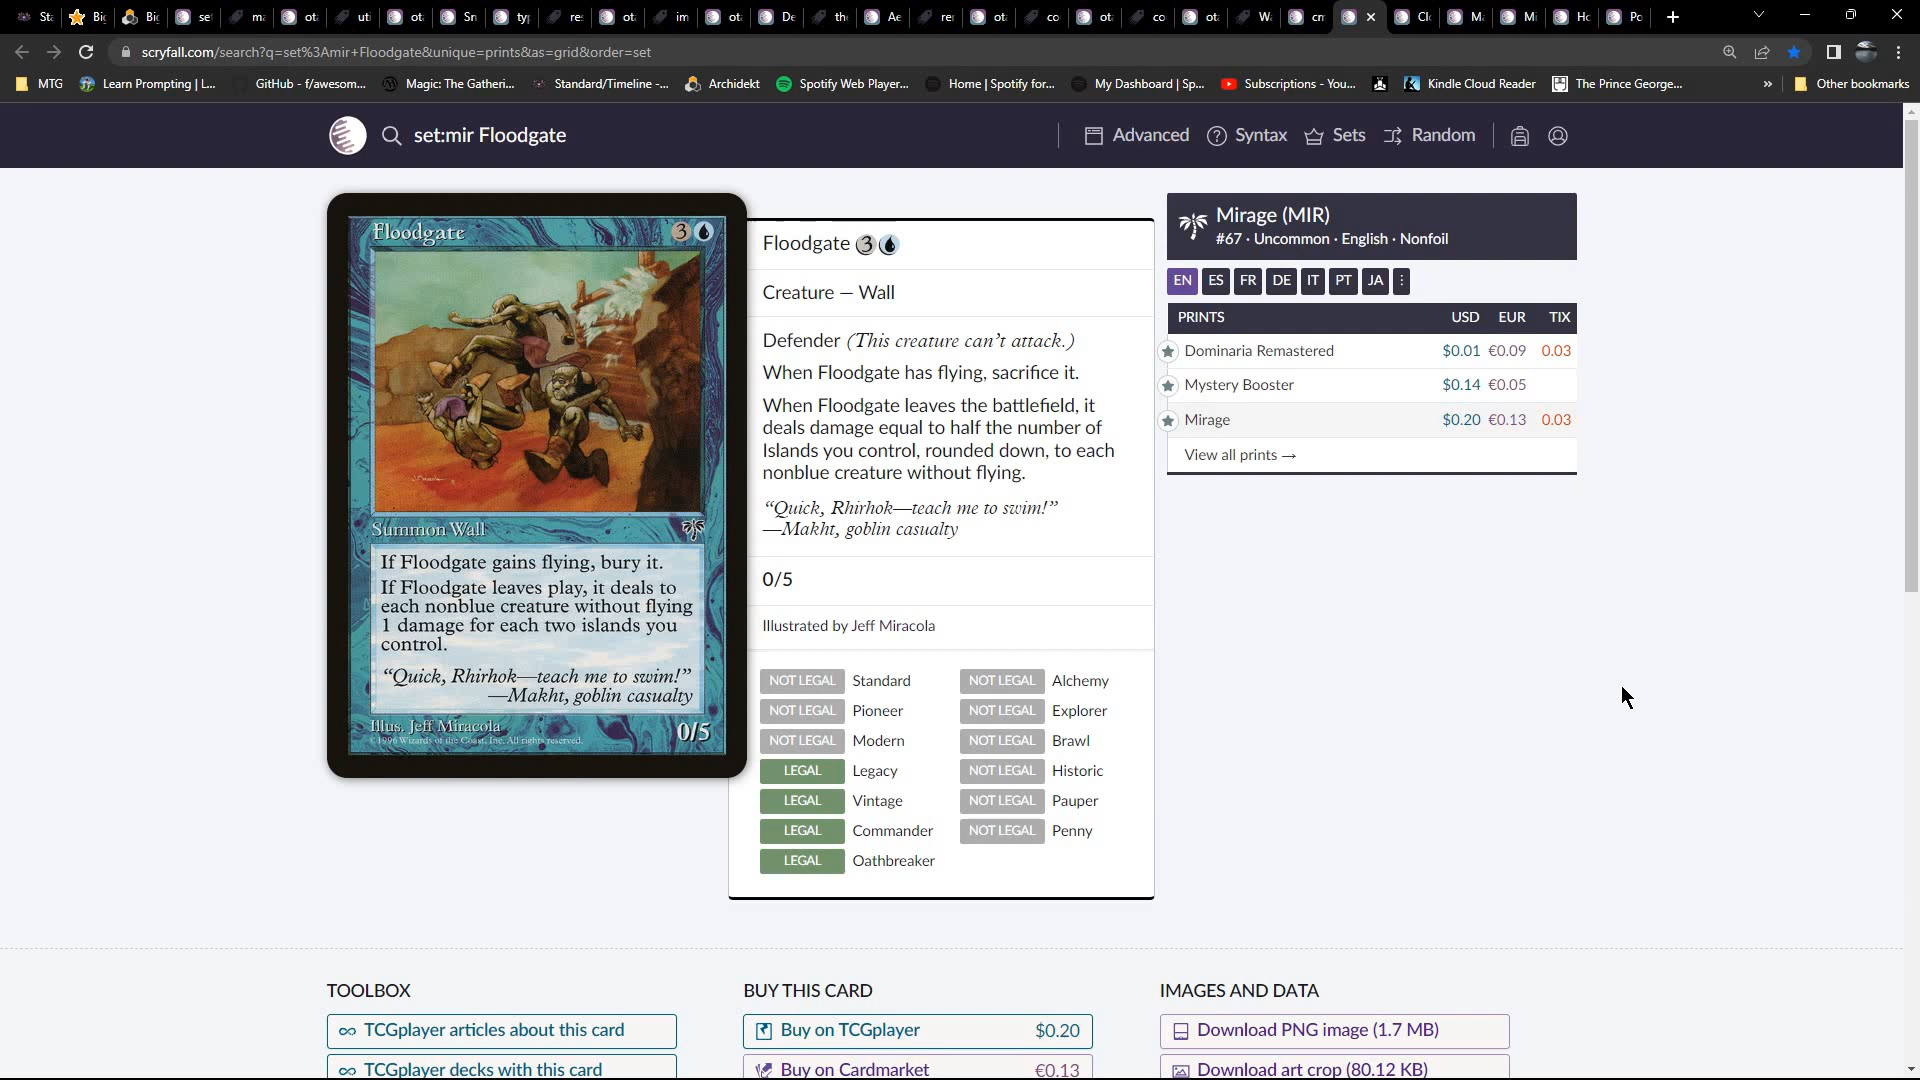 scryfall.com/search?q=set%3Amir+Floodgate&unique=prints&as=grid&order=set
MTG
Learn Prompting | L...
GitHub - f/awesom...
Magic: The Gatheri...
Standard/Timeline -...
Archidekt
Spotify Web Player...
Home | Spotify for...
My Dashboard | Sp...
Subscriptions - You...
Kindle Cloud Reader
The Prince George...
»
Other bookmarks
set:mir Floodgate
Advanced
Syntax
Sets
Random
Floodgate 3
Summon Wall
If Floodgate gains flying, bury it.
If Floodgate leaves play, it deals to
each nonblue creature without flying
1 damage for each two islands you
control.
“Quick, Rhirhok—teach me to swim!”
—Makht, goblin casualty
Illus. Jeff Miracola
©1996 Wizards of the Coast, Inc. All rights reserved.
0/5
Floodgate 3
Creature — Wall
Defender (This creature can’t attack.)
When Floodgate has flying, sacrifice it.
When Floodgate leaves the battlefield, it
deals damage equal to half the number of
Islands you control, rounded down, to each
nonblue creature without flying.
“Quick, Rhirhok—teach me to swim!”
—Makht, goblin casualty
0/5
Illustrated by Jeff Miracola
NOT LEGAL Standard NOT LEGAL Alchemy
NOT LEGAL Pioneer NOT LEGAL Explorer
NOT LEGAL Modern NOT LEGAL Brawl
LEGAL Legacy NOT LEGAL Historic
LEGAL Vintage NOT LEGAL Pauper
LEGAL Commander NOT LEGAL Penny
LEGAL Oathbreaker
Mirage (MIR)
#67 · Uncommon · English · Nonfoil
EN ES FR DE IT PT JA
PRINTS USD EUR TIX
Dominaria Remastered $0.01 €0.09 0.03
Mystery Booster $0.14 €0.05
Mirage $0.20 €0.13 0.03
View all prints →
TOOLBOX
TCGplayer articles about this card
TCGplayer decks with this card
BUY THIS CARD
Buy on TCGplayer $0.20
Buy on Cardmarket €0.13
IMAGES AND DATA
Download PNG image (1.7 MB)
Download art crop (80.12 KB)